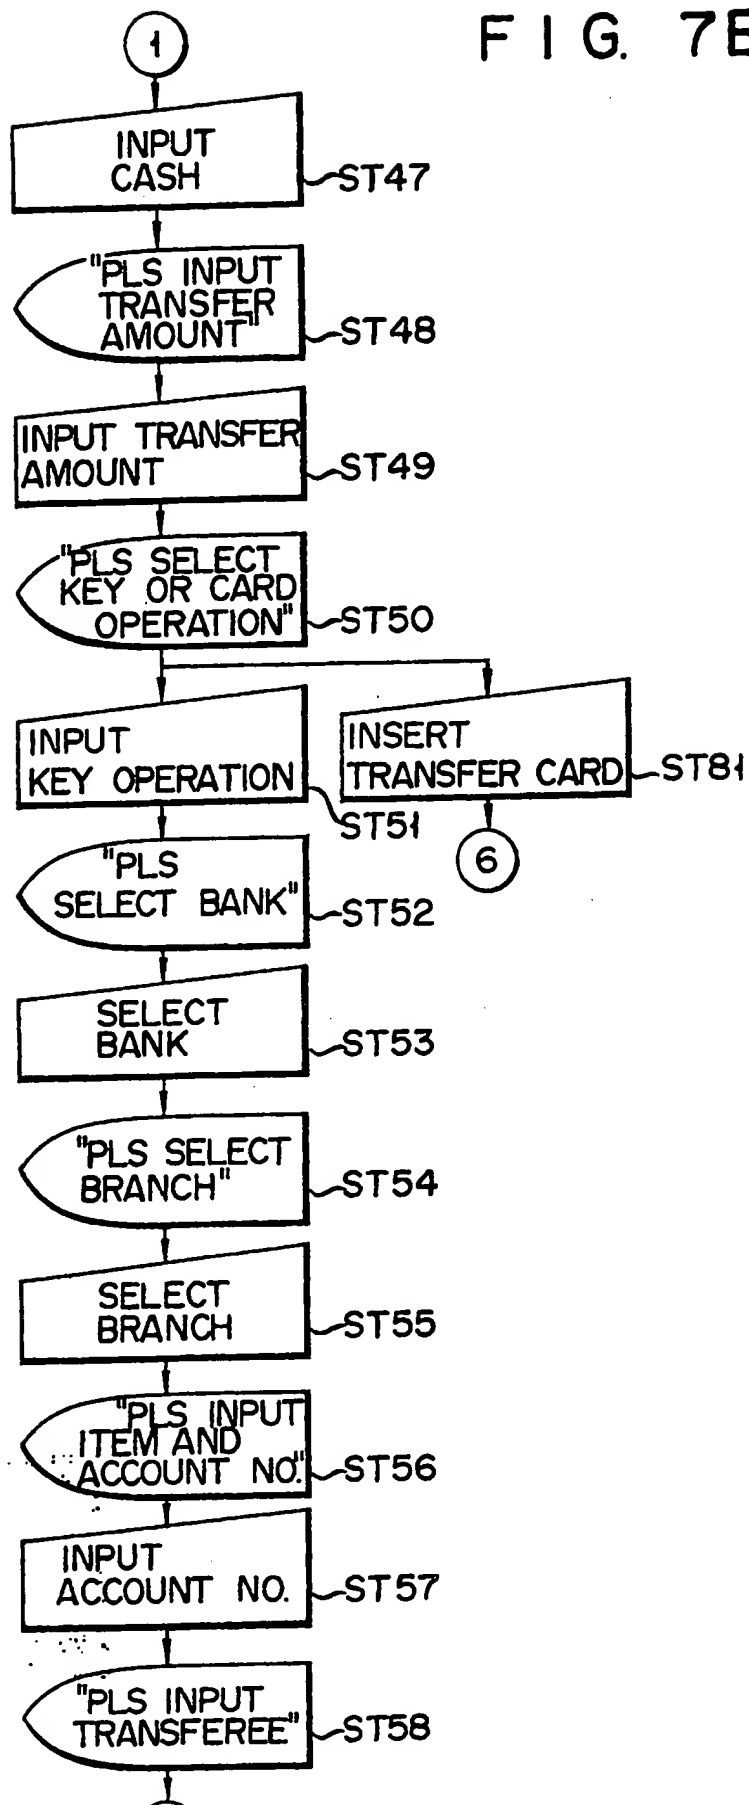 FIG. 7B
1
INPUT
CASH
ST47
"PLS INPUT
TRANSFER
AMOUNT"
ST48
INPUT TRANSFER
AMOUNT
ST49
"PLS SELECT
KEY OR CARD
OPERATION"
ST50
INPUT
KEY OPERATION
ST51
INSERT
TRANSFER CARD
ST81
6
"PLS
SELECT BANK"
ST52
SELECT
BANK
ST53
"PLS SELECT
BRANCH"
ST54
SELECT
BRANCH
ST55
"PLS INPUT
ITEM AND
ACCOUNT NO."
ST56
INPUT
ACCOUNT NO.
ST57
"PLS INPUT
TRANSFEREE"
ST58